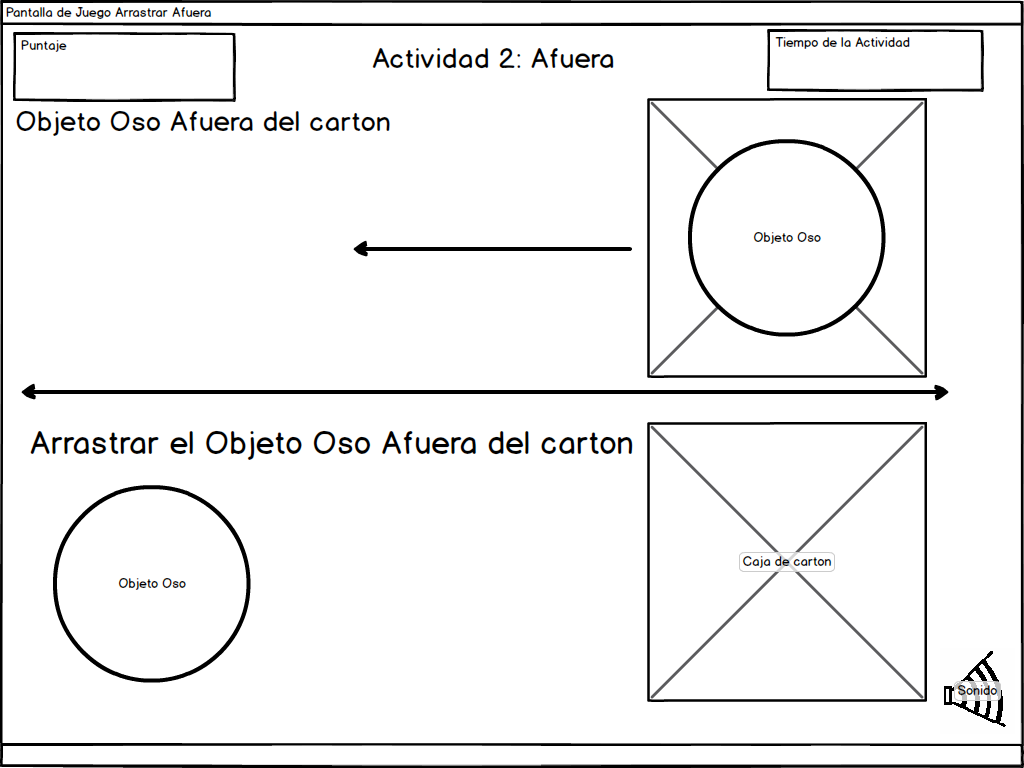 Pantalla de Juego Arrastrar Afuera
Puntaje
Actividad 2: Afuera
Tiempo de la Actividad
Objeto Oso Afuera del carton
Objeto Oso
Arrastrar el Objeto Oso Afuera del carton
Caja de carton
Objeto Oso
Sonido